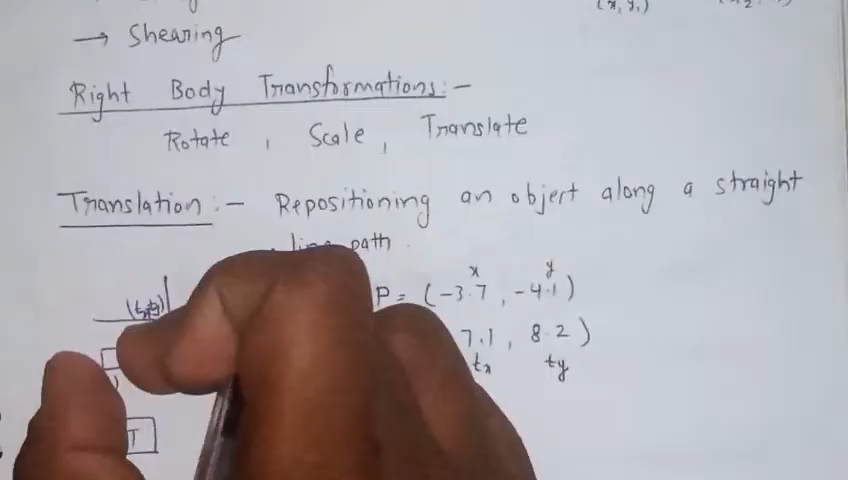 (x, y,)
→ Shearing
Right Body Transformations:-
Rotate , Scale , Translate
Translation :- Repositioning an object along a straight
line path
x y
P = (-3.7 , -4.1)
7.1 , 8.2 )
tx ty
T